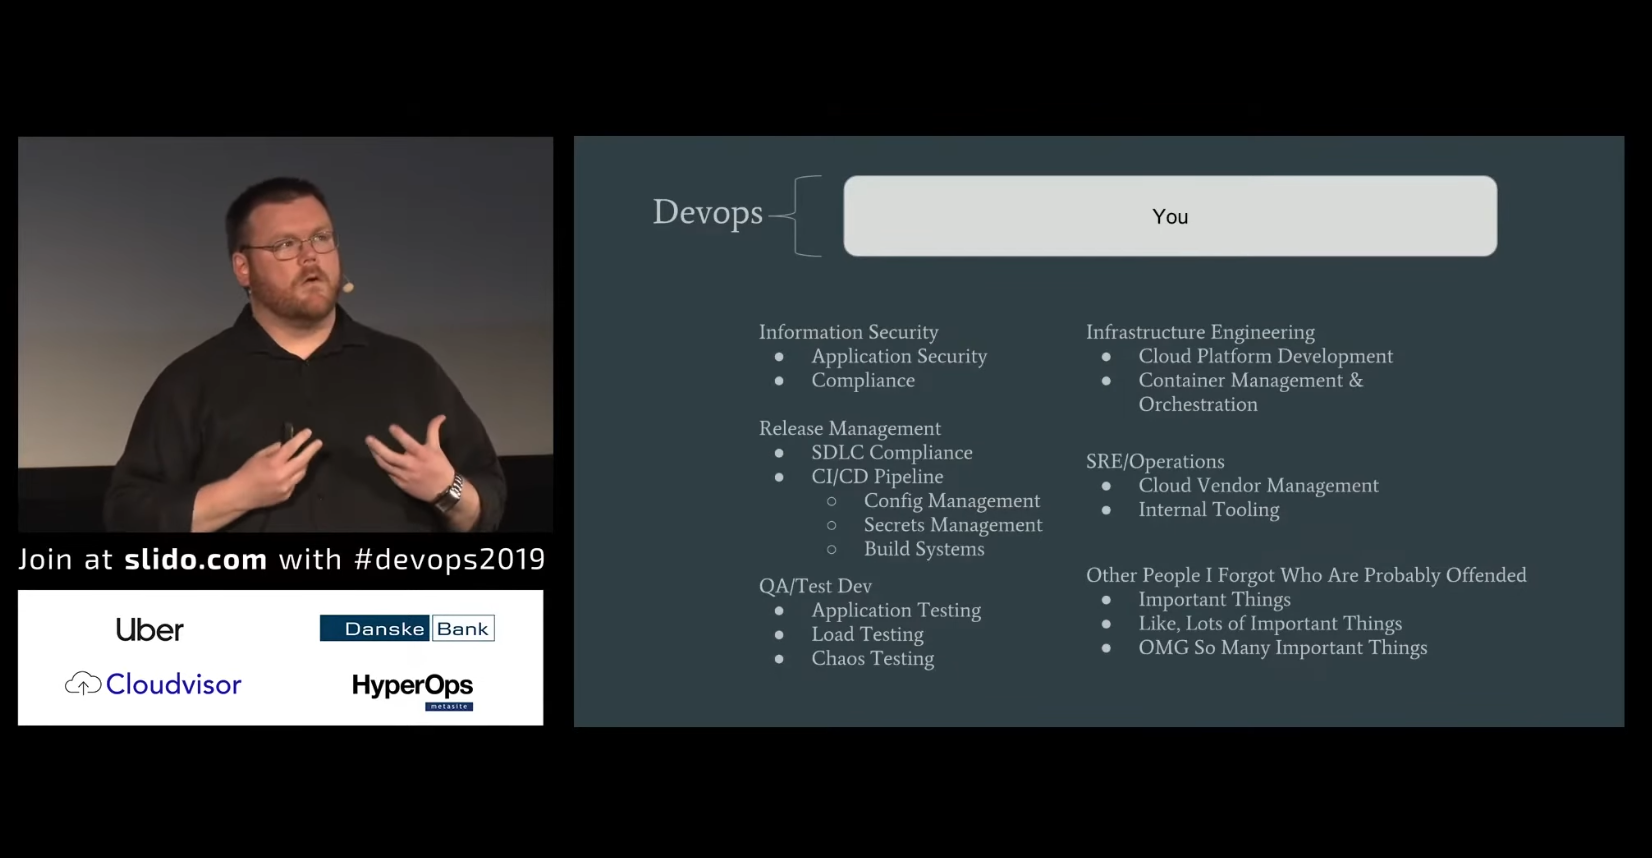 Devops
You
Information Security
● Application Security
● Compliance
Release Management
● SDLC Compliance
● CI/CD Pipeline
○ Config Management
○ Secrets Management
○ Build Systems
QA/Test Dev
● Application Testing
● Load Testing
● Chaos Testing
Infrastructure Engineering
● Cloud Platform Development
● Container Management &
Orchestration
SRE/Operations
● Cloud Vendor Management
● Internal Tooling
Other People I Forgot Who Are Probably Offended
● Important Things
● Like, Lots of Important Things
● OMG So Many Important Things
Join at slido.com with #devops2019
Uber
Danske Bank
Cloudvisor
HyperOps
metasite